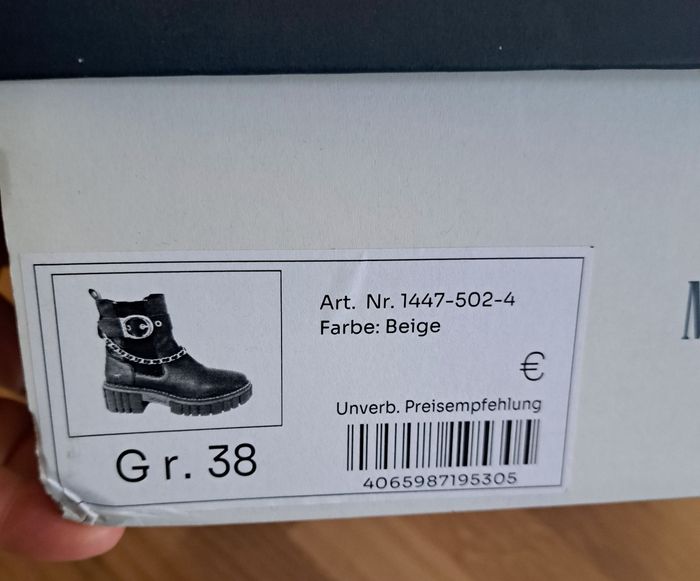 Art. Nr. 1447-502-4
Farbe: Beige
€
Unverb. Preisempfehlung
4065987195305
Gr. 38